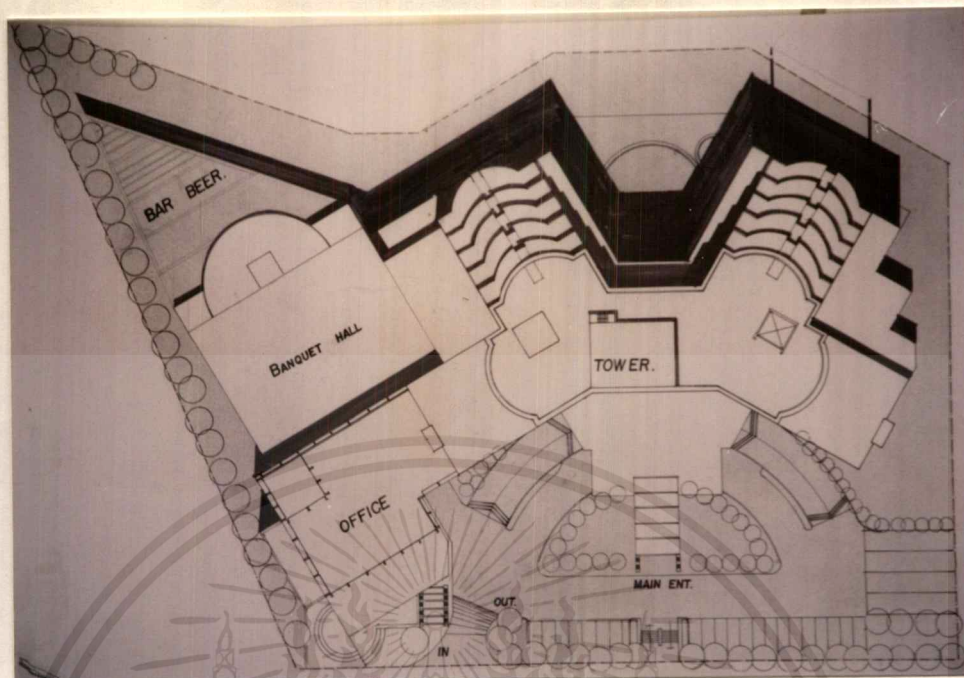 BAR BEER.
BANQUET HALL
TOWER.
OFFICE
MAIN ENT.
OUT.
IN